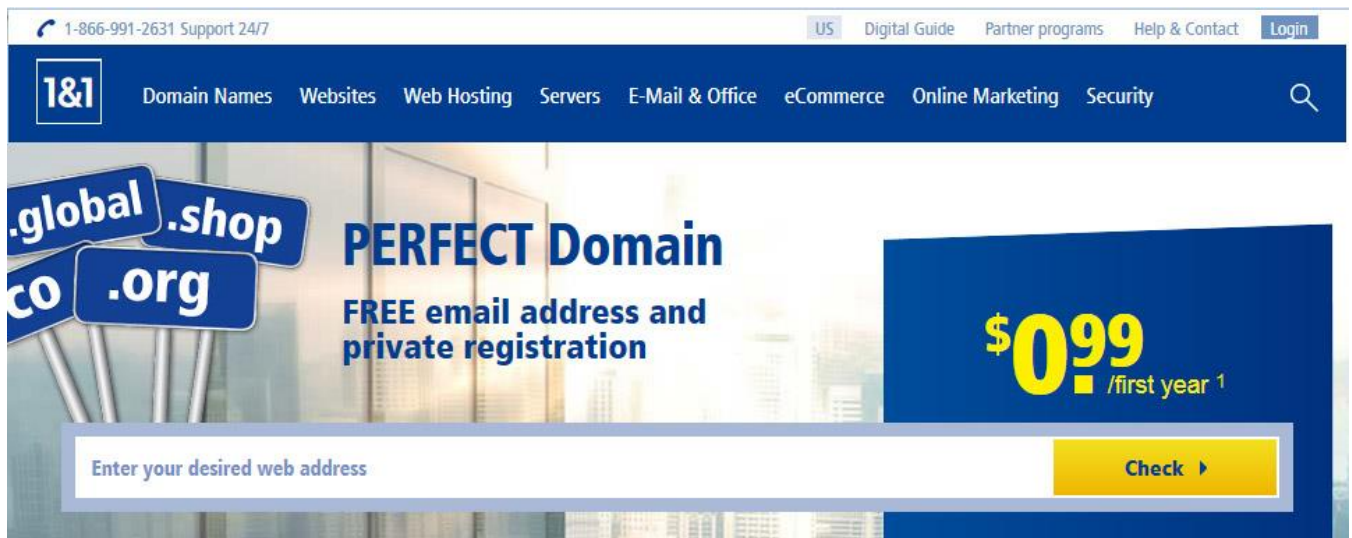 1-866-991-2631 Support 24/7
US Digital Guide Partner programs Help & Contact Login
1&1
Domain Names Websites Web Hosting Servers E-Mail & Office eCommerce Online Marketing Security
.global
.shop
co
.org
PERFECT Domain
FREE email address and
private registration
$0.99
/first year 1
Enter your desired web address
Check